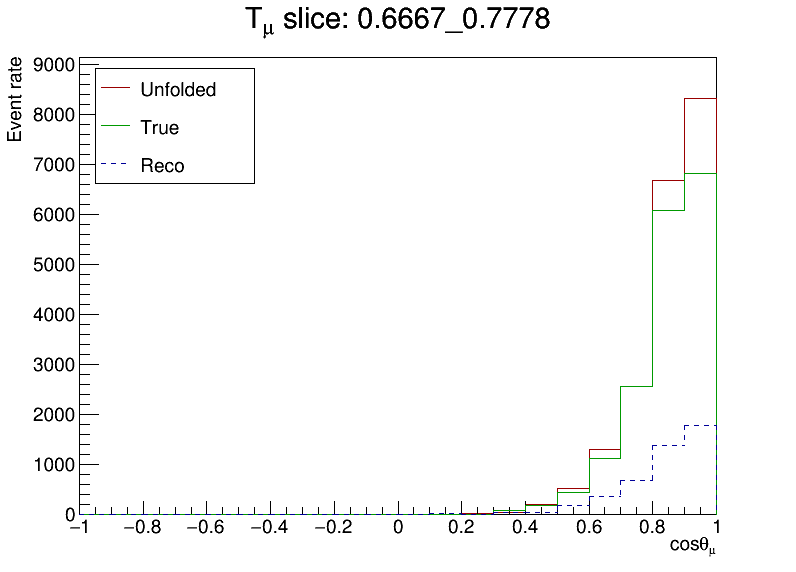 T_μ slice: 0.6667_0.7778
Event rate
9000
8000
7000
6000
5000
4000
3000
2000
1000
0
Unfolded
True
Reco
−1 −0.8 −0.6 −0.4 −0.2 0 0.2 0.4 0.6 0.8 1
cosθ_μ